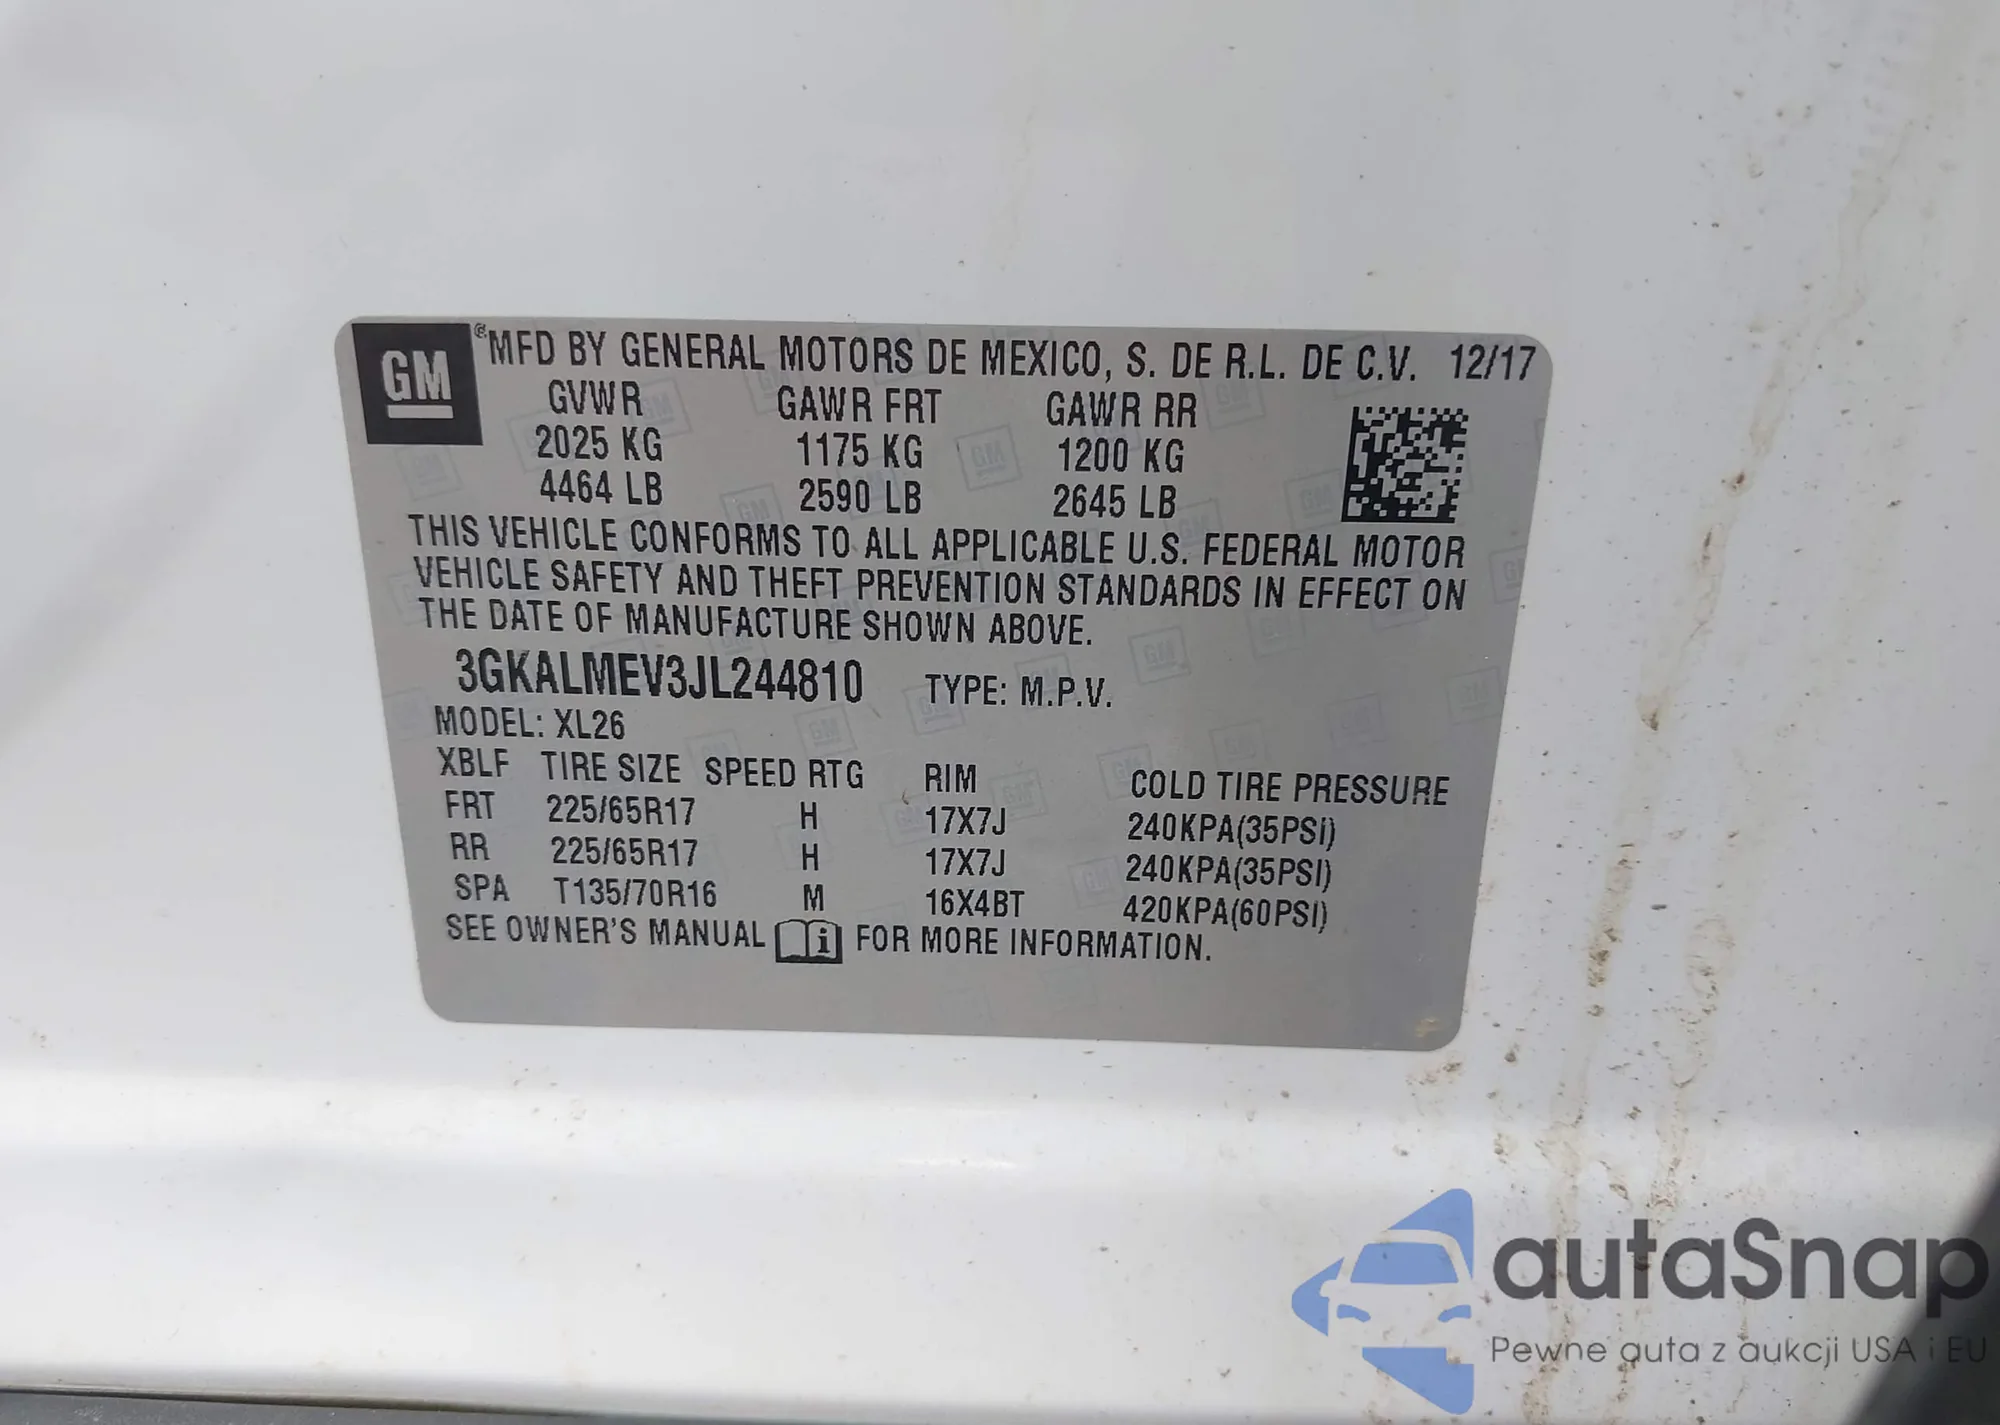 GM ® MFD BY GENERAL MOTORS DE MEXICO, S. DE R.L. DE C.V. 12/17
GVWR GAWR FRT GAWR RR
2025 KG 1175 KG 1200 KG
4464 LB 2590 LB 2645 LB
THIS VEHICLE CONFORMS TO ALL APPLICABLE U.S. FEDERAL MOTOR
VEHICLE SAFETY AND THEFT PREVENTION STANDARDS IN EFFECT ON
THE DATE OF MANUFACTURE SHOWN ABOVE.
3GKALMEV3JL244810 TYPE: M.P.V.
MODEL: XL26
XBLF TIRE SIZE SPEED RTG RIM COLD TIRE PRESSURE
FRT 225/65R17 H 17X7J 240KPA(35PSI)
RR 225/65R17 H 17X7J 240KPA(35PSI)
SPA T135/70R16 M 16X4BT 420KPA(60PSI)
SEE OWNER'S MANUAL i FOR MORE INFORMATION.
autaSnap
Pewne auta z aukcji USA i EU